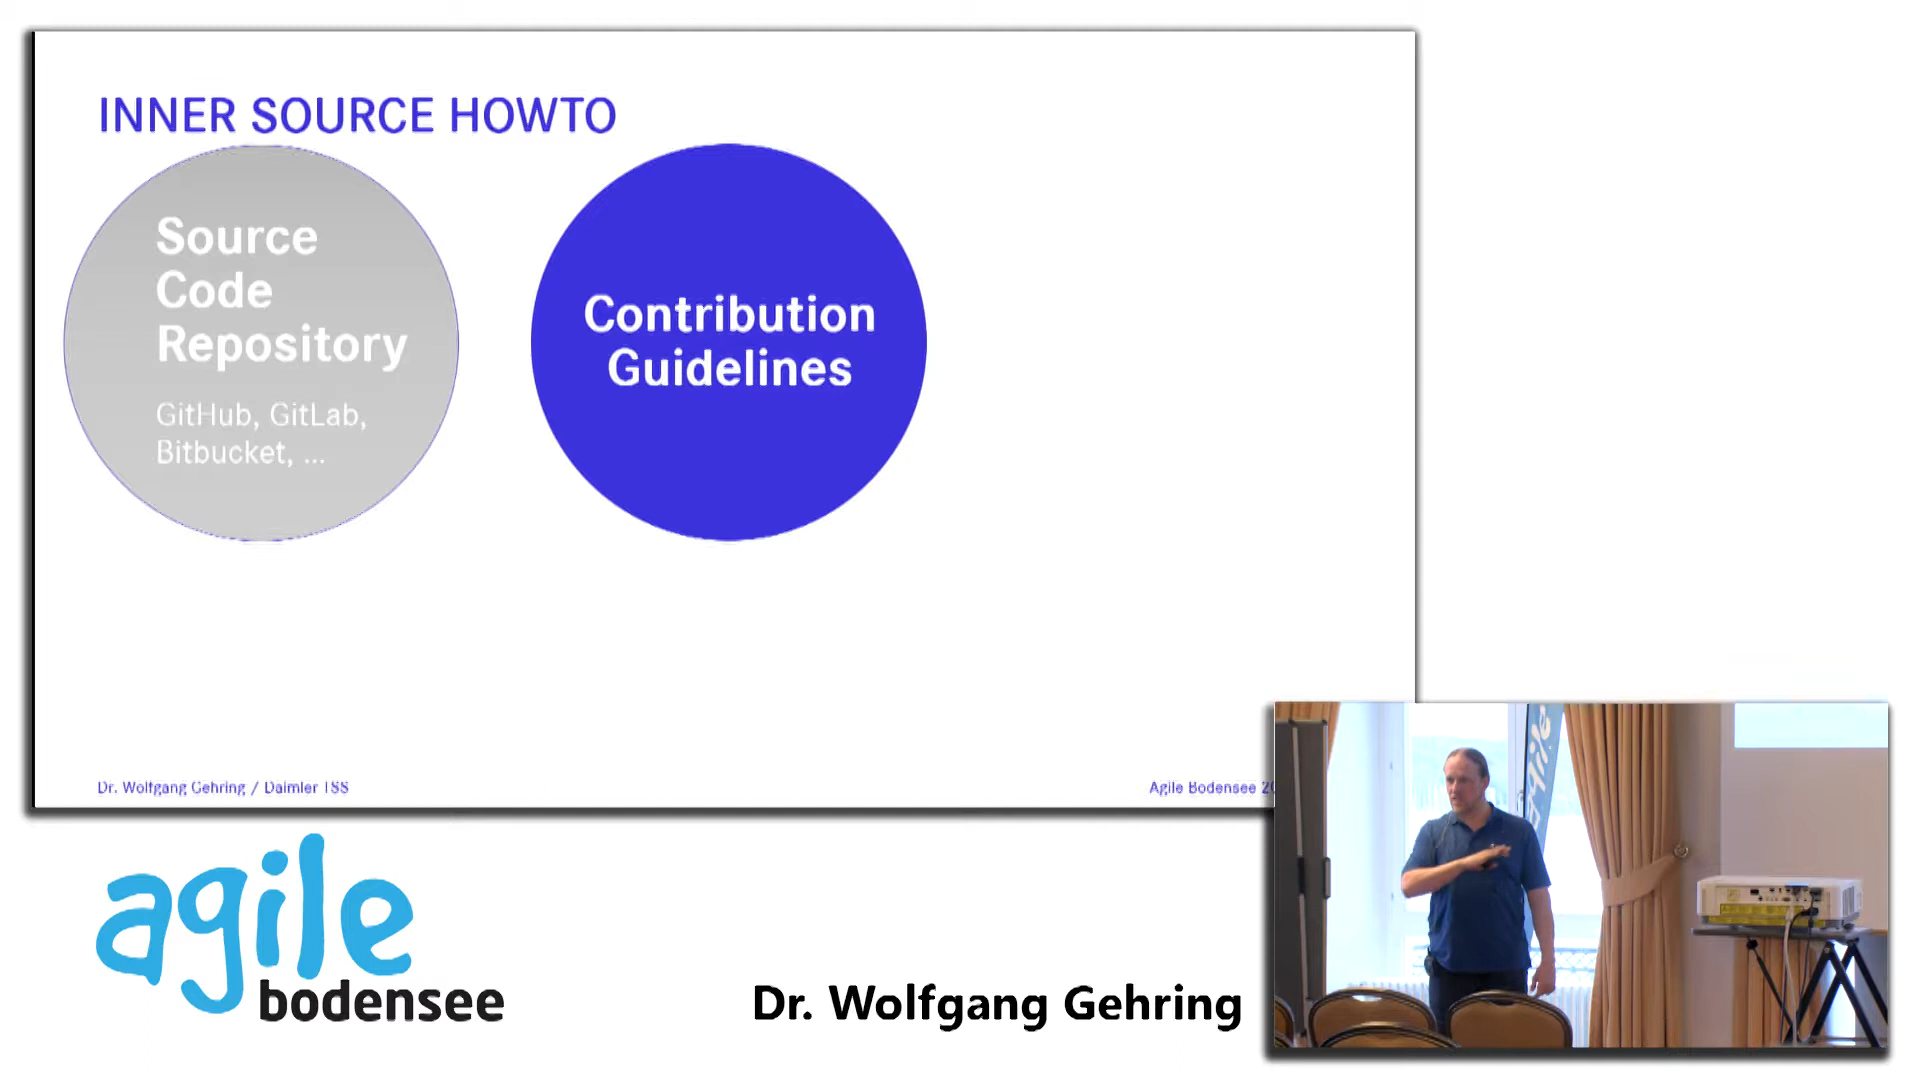 INNER SOURCE HOWTO
Source
Code
Repository
GitHub, GitLab,
Bitbucket, ...
Contribution
Guidelines
Dr. Wolfgang Gehring / Daimler TSS
Agile Bodensee
agile
bodensee
Dr. Wolfgang Gehring
agile